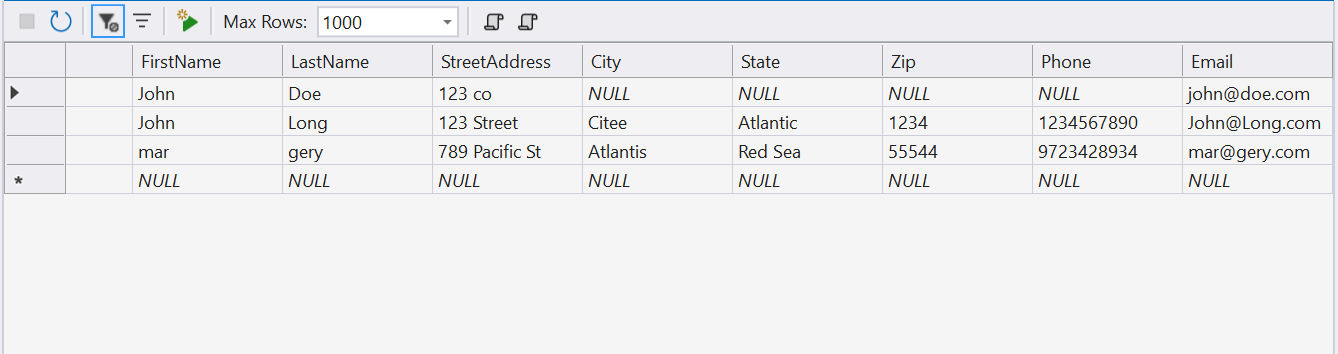 Max Rows: 1000
FirstName LastName StreetAddress City State Zip Phone Email
John Doe 123 co NULL NULL NULL NULL john@doe.com
John Long 123 Street Citee Atlantic 1234 1234567890 John@Long.com
mar gery 789 Pacific St Atlantis Red Sea 55544 9723428934 mar@gery.com
* NULL NULL NULL NULL NULL NULL NULL NULL